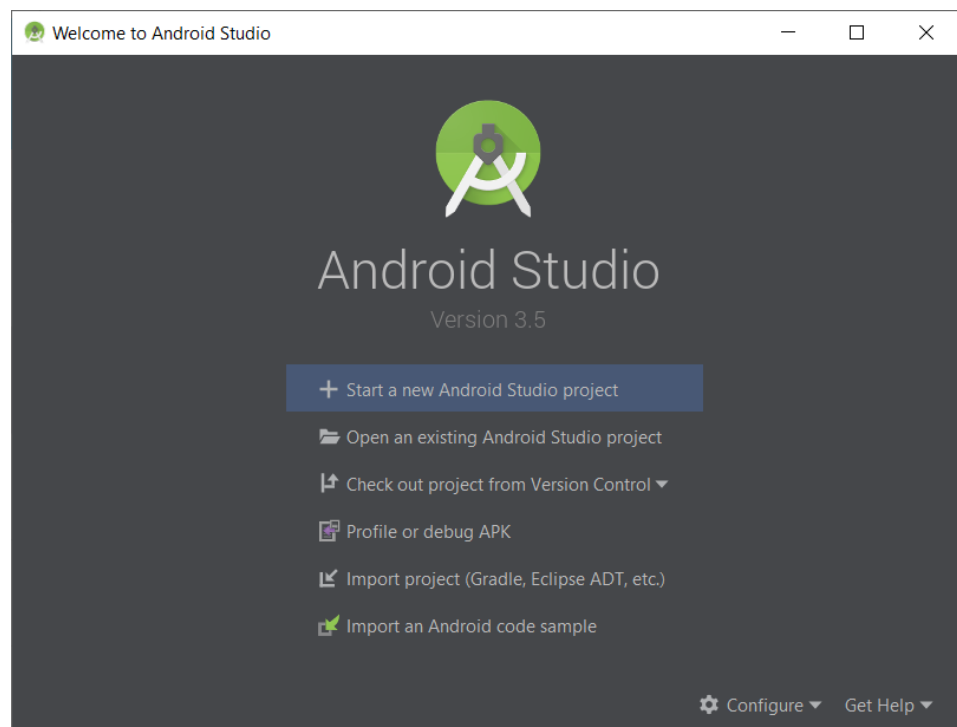 Welcome to Android Studio
Android Studio
Version 3.5
Start a new Android Studio project
Open an existing Android Studio project
Check out project from Version Control
Profile or debug APK
Import project (Gradle, Eclipse ADT, etc.)
Import an Android code sample
Configure Get Help